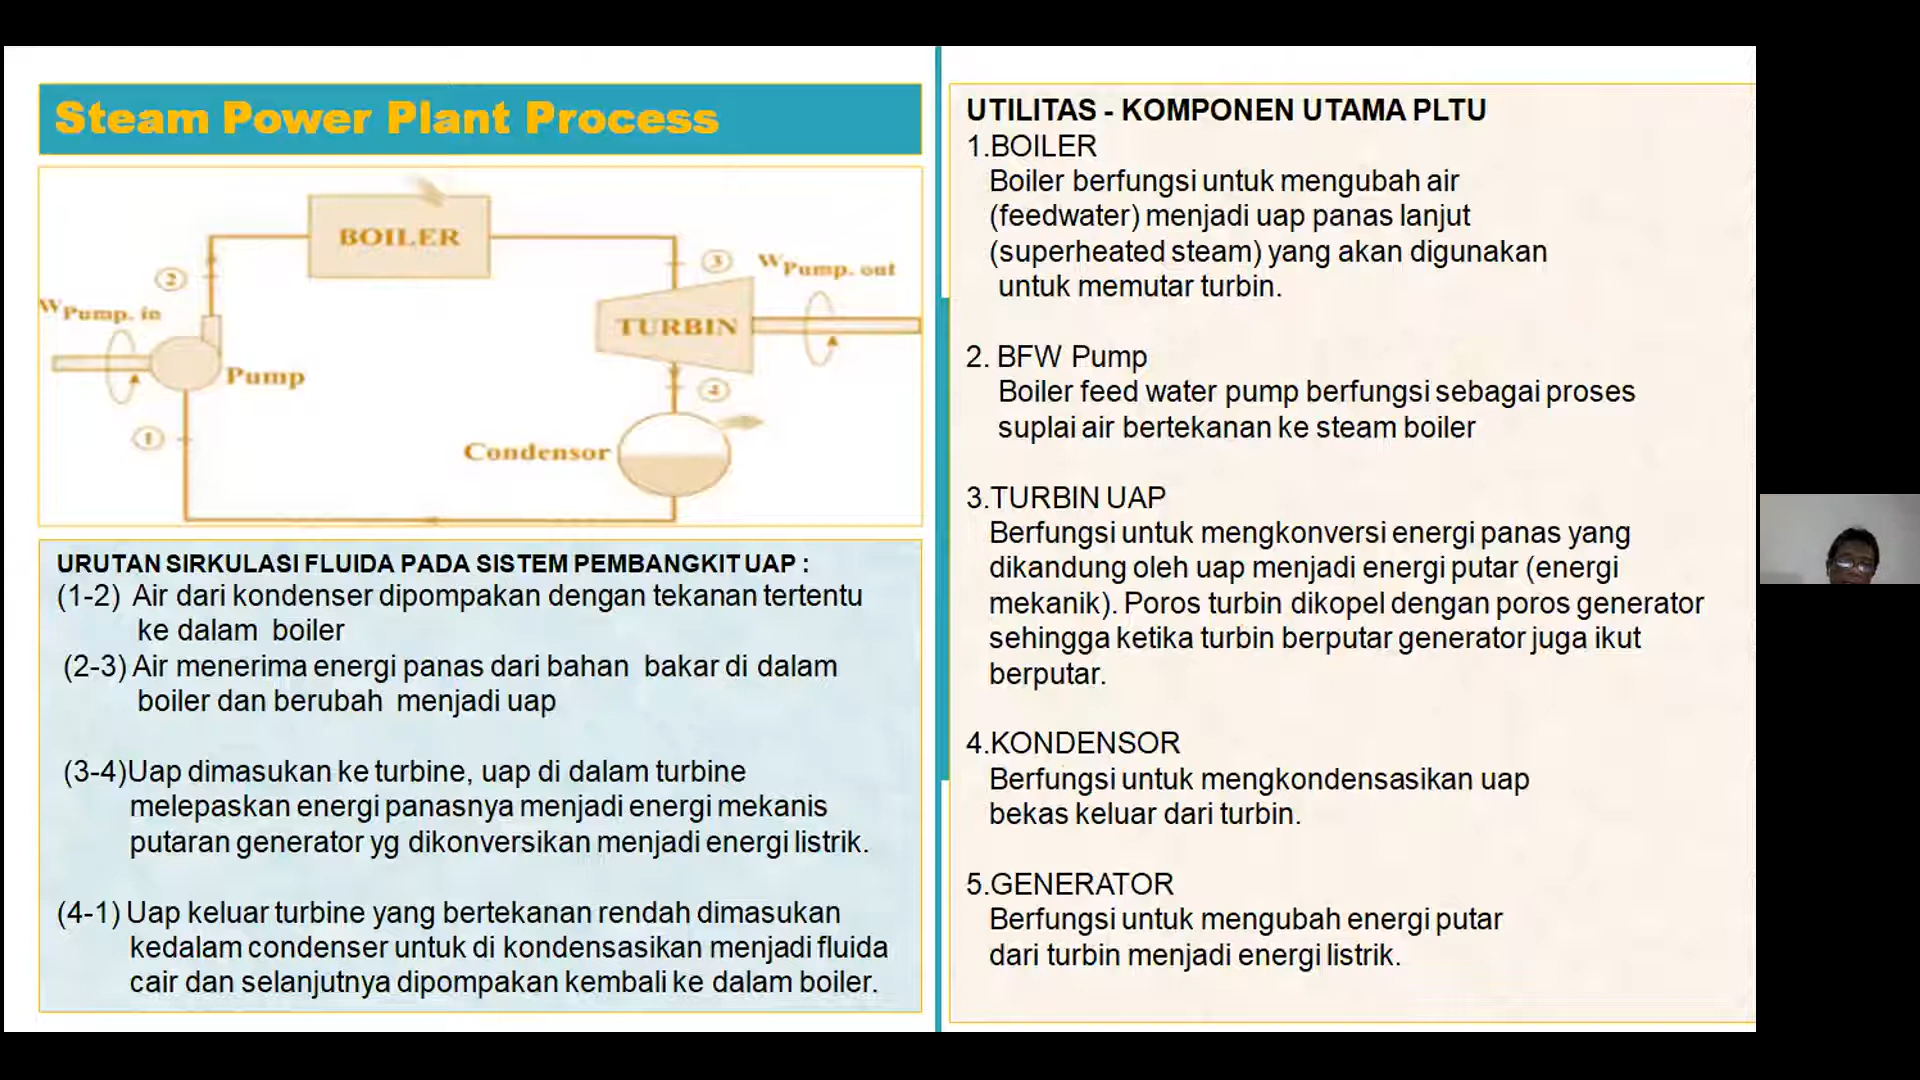 Steam Power Plant Process
BOILER
2
3
WPump. out
WPump. in
TURBIN
Pump
4
1
Condensor
URUTAN SIRKULASI FLUIDA PADA SISTEM PEMBANGKIT UAP :
(1-2) Air dari kondenser dipompakan dengan tekanan tertentu
ke dalam boiler
(2-3) Air menerima energi panas dari bahan bakar di dalam
boiler dan berubah menjadi uap
(3-4)Uap dimasukan ke turbine, uap di dalam turbine
melepaskan energi panasnya menjadi energi mekanis
putaran generator yg dikonversikan menjadi energi listrik.
(4-1) Uap keluar turbine yang bertekanan rendah dimasukan
kedalam condenser untuk di kondensasikan menjadi fluida
cair dan selanjutnya dipompakan kembali ke dalam boiler.
UTILITAS - KOMPONEN UTAMA PLTU
1.BOILER
Boiler berfungsi untuk mengubah air
(feedwater) menjadi uap panas lanjut
(superheated steam) yang akan digunakan
untuk memutar turbin.
2. BFW Pump
Boiler feed water pump berfungsi sebagai proses
suplai air bertekanan ke steam boiler
3.TURBIN UAP
Berfungsi untuk mengkonversi energi panas yang
dikandung oleh uap menjadi energi putar (energi
mekanik). Poros turbin dikopel dengan poros generator
sehingga ketika turbin berputar generator juga ikut
berputar.
4.KONDENSOR
Berfungsi untuk mengkondensasikan uap
bekas keluar dari turbin.
5.GENERATOR
Berfungsi untuk mengubah energi putar
dari turbin menjadi energi listrik.